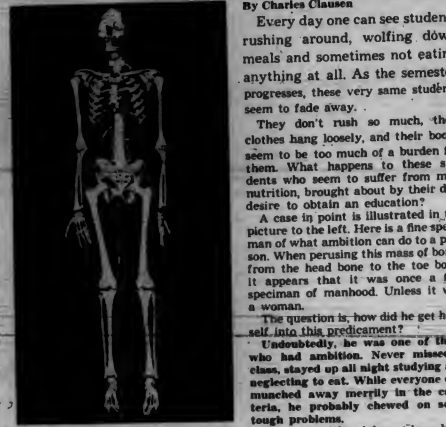 By Charles Clausen
Every day one can see studen
rushing around, wolfing dow
meals and sometimes not eatin
anything at all. As the semeste
progresses, these very same studen
seem to fade away.
They don't rush so much, the
clothes hang loosely, and their bod
seem to be too much of a burden f
them. What happens to these s
dents who seem to suffer from m
nutrition, brought about by their d
desire to obtain an education?
A case in point is illustrated in
picture to the left. Here is a fine spe
man of what ambition can do to a p
son. When perusing this mass of bo
from the head bone to the toe bo
it appears that it was once a f
speciman of manhood. Unless it w
a woman.
The question is, how did he get h
self into this predicament?
Undoubtedly, he was one of th
who had ambition. Never missed
class, stayed up all night studying a
neglecting to eat. While everyone e
munched away merrily in the ca
teria, he probably chewed on so
tough problems.